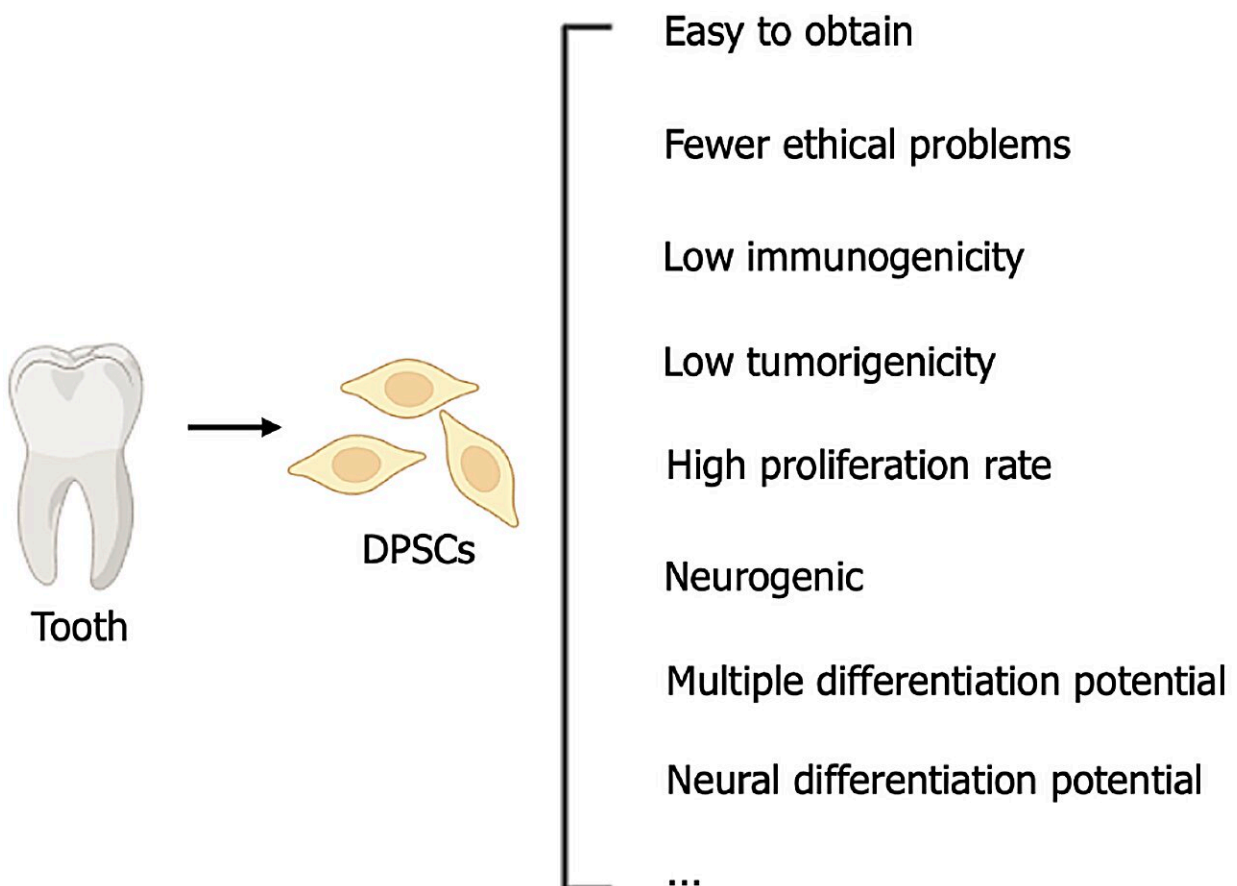 Easy to obtain
Fewer ethical problems
Low immunogenicity
Low tumorigenicity
High proliferation rate
DPSCs
Neurogenic
Tooth
Multiple differentiation potential
Neural differentiation potential
...